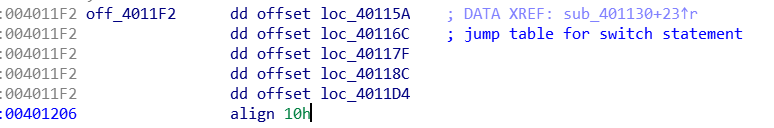 :004011F2 off_4011F2 dd offset loc_40115A ; DATA XREF: sub_401130+23↑r
:004011F2 dd offset loc_40116C ; jump table for switch statement
:004011F2 dd offset loc_40117F
:004011F2 dd offset loc_40118C
:004011F2 dd offset loc_4011D4
:00401206 align 10h